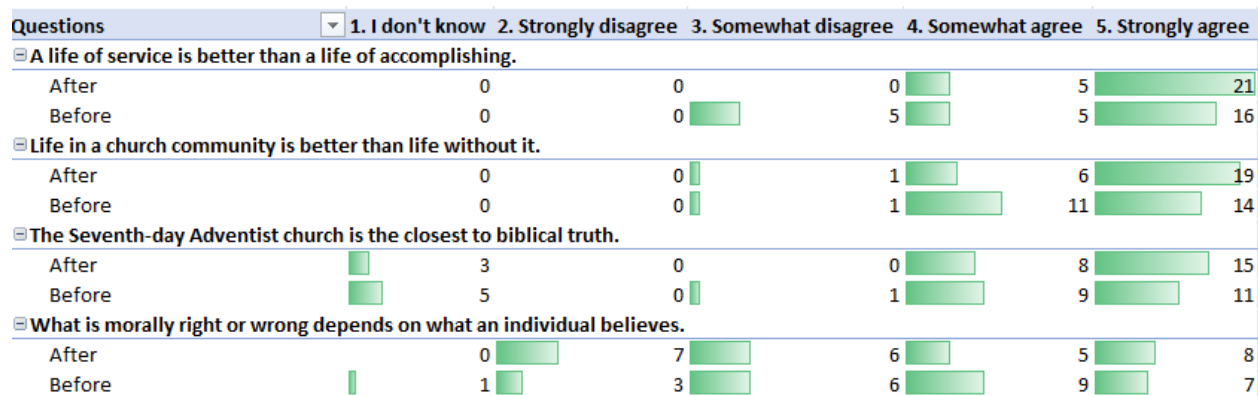 Questions 1. I don't know 2. Strongly disagree 3. Somewhat disagree 4. Somewhat agree 5. Strongly agree
A life of service is better than a life of accomplishing.
After 0 0 0 5 21
Before 0 0 5 5 16
Life in a church community is better than life without it.
After 0 0 1 6 19
Before 0 0 1 11 14
The Seventh-day Adventist church is the closest to biblical truth.
After 3 0 0 8 15
Before 5 0 1 9 11
What is morally right or wrong depends on what an individual believes.
After 0 7 6 5 8
Before 1 3 6 9 7